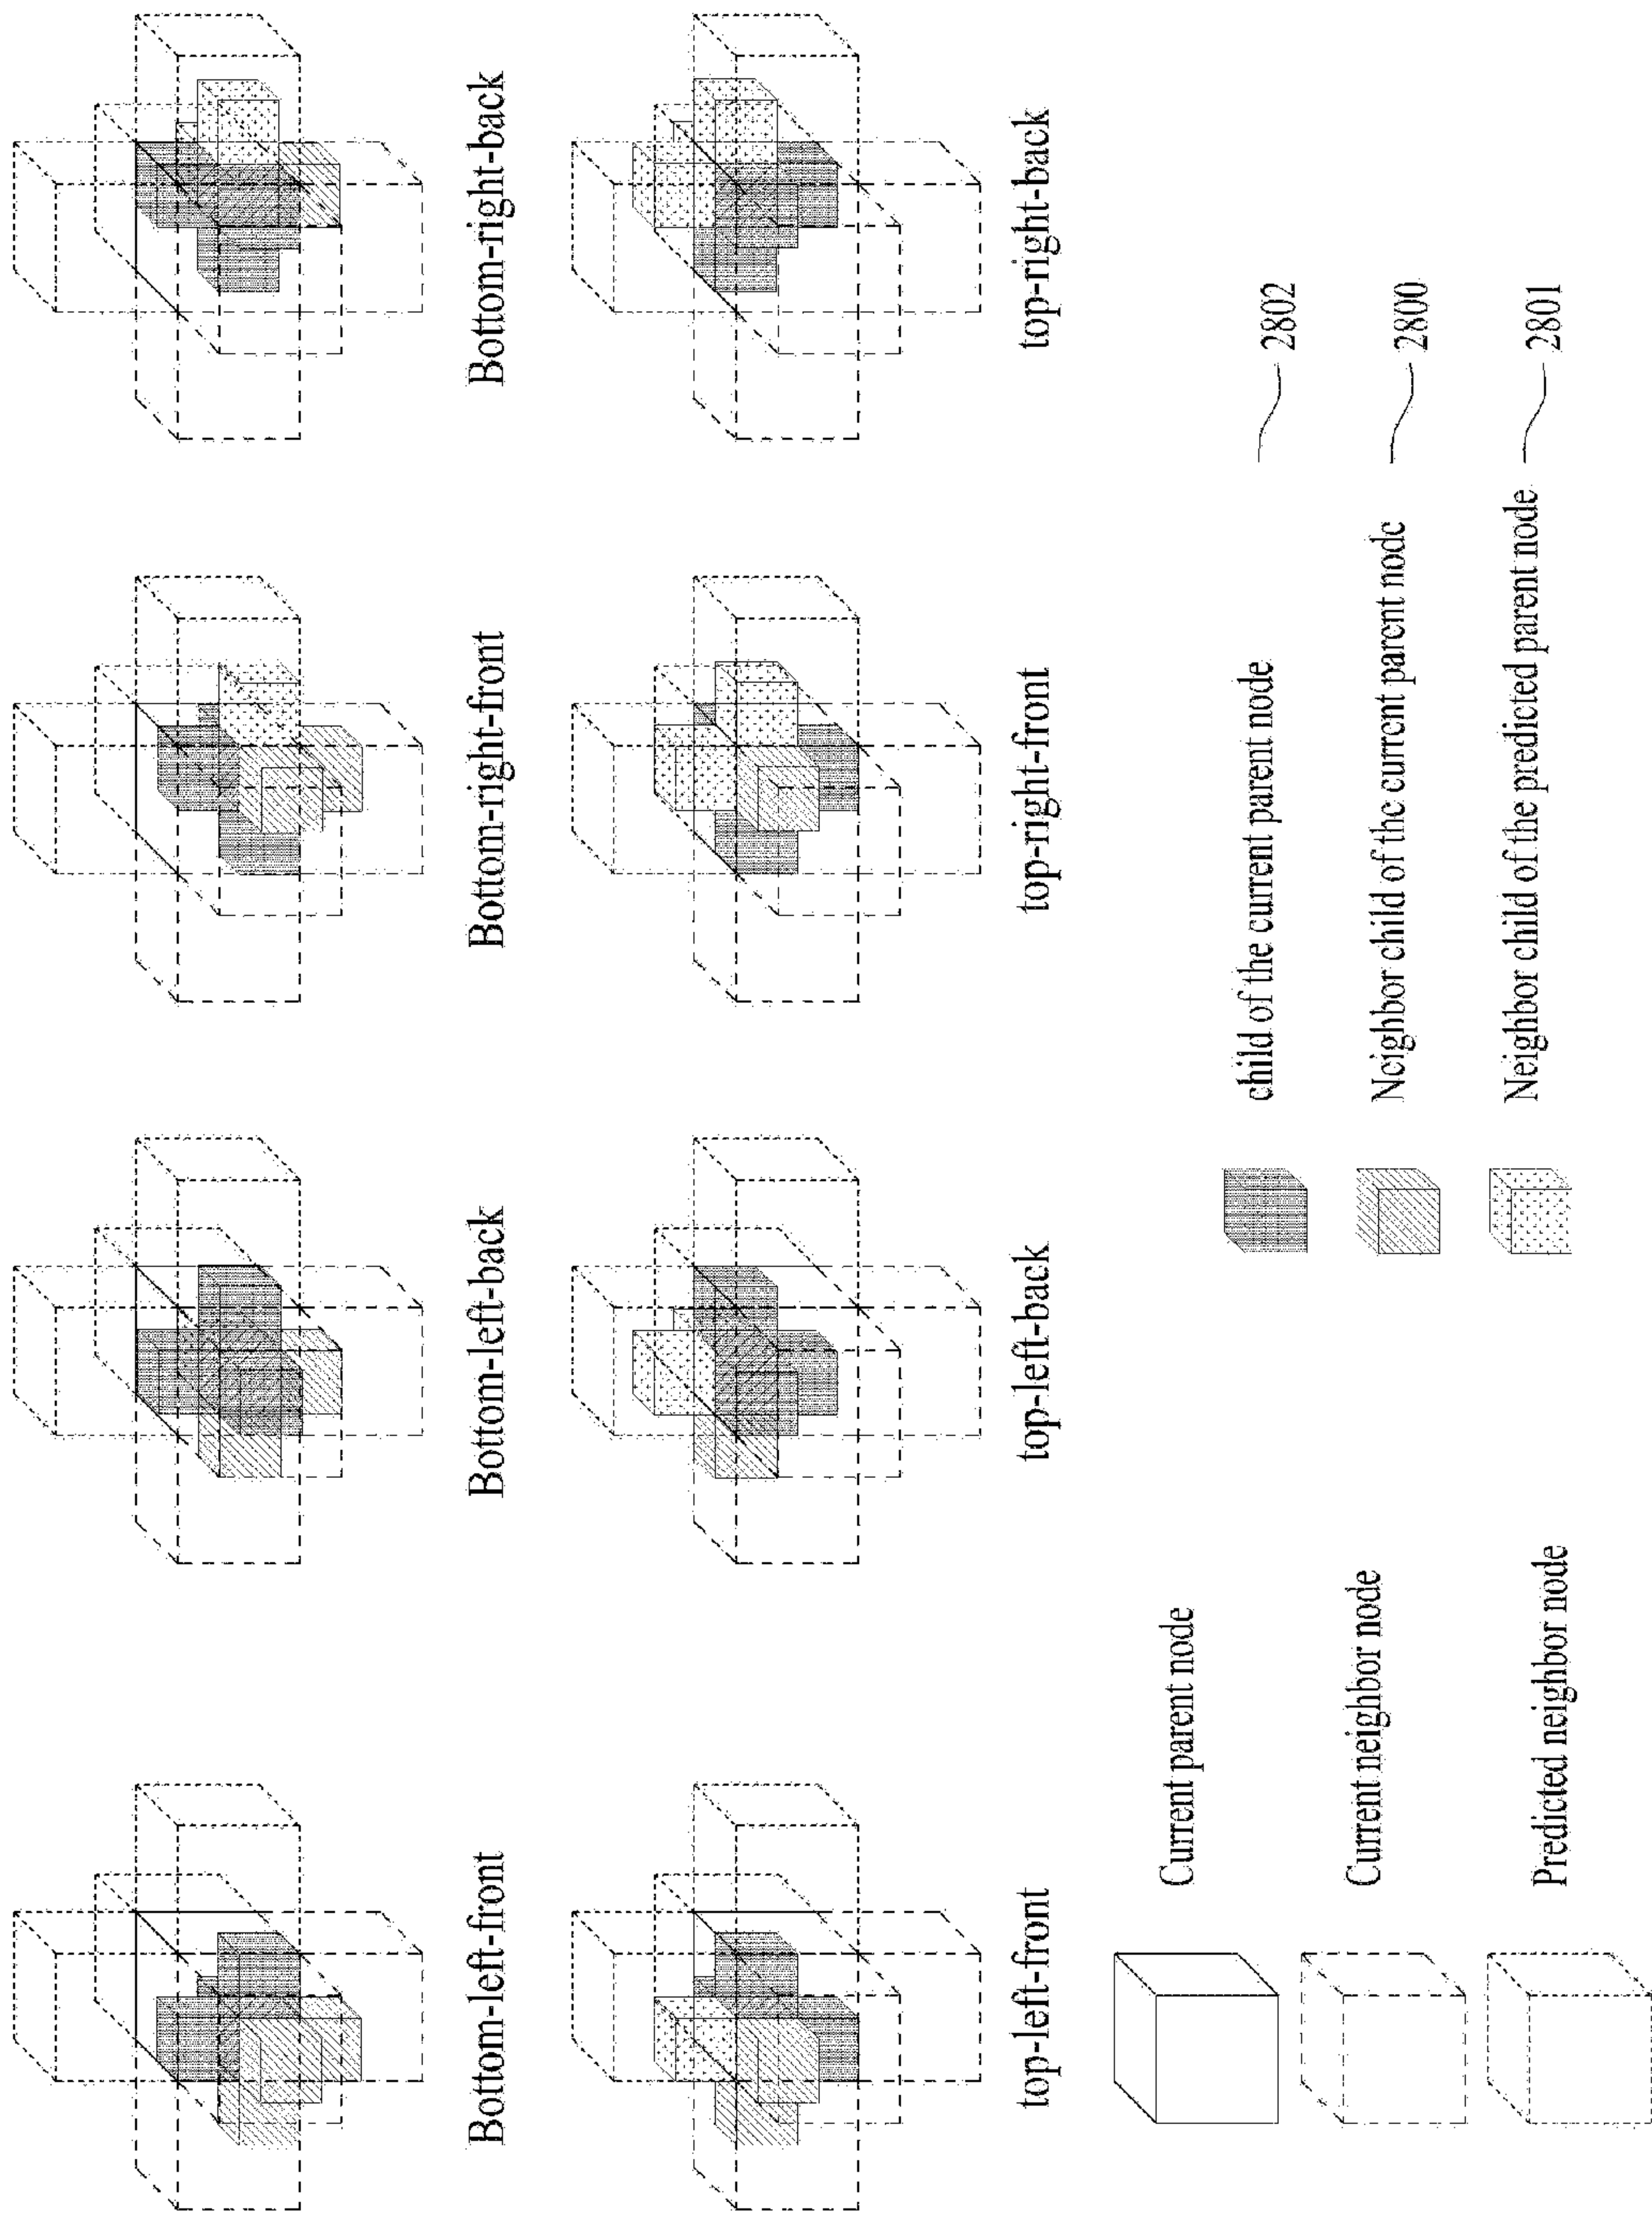 Bottom-left-front
Bottom-left-back
Bottom-right-front
Bottom-right-back
top-left-front
top-left-back
top-right-front
top-right-back
Current parent node
Current neighbor node
Predicted neighbor node
child of the current parent node 2802
Neighbor child of the current parent node 2800
Neighbor child of the predicted parent node 2801